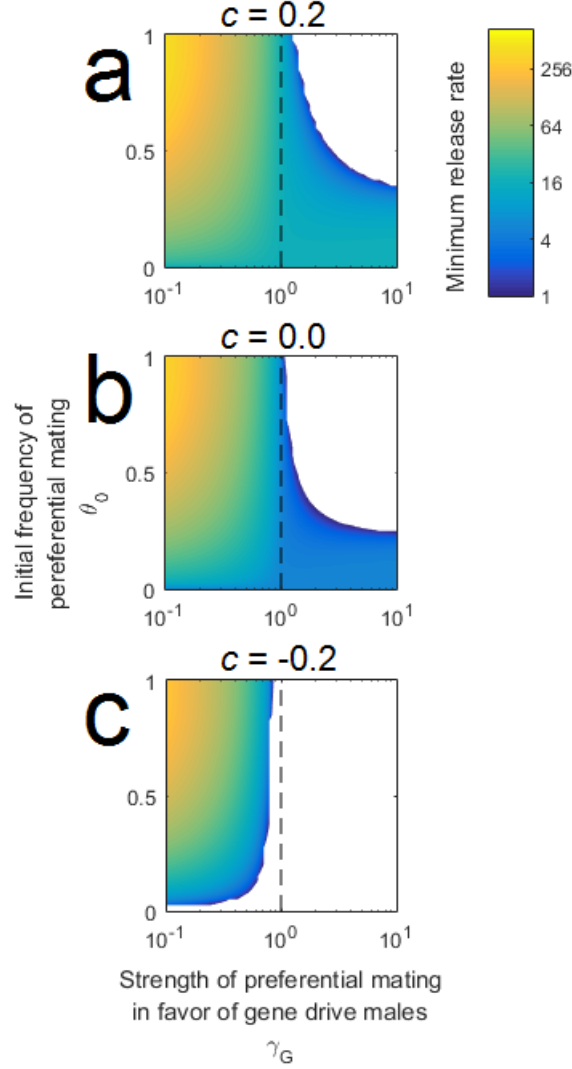 c = 0.2
a
1
0.5
0
10^-1
10^0
10^1
Minimum release rate
256
64
16
4
1
c = 0.0
b
1
0.5
0
10^-1
10^0
10^1
Initial frequency of
pereferential mating
θ_0
c = -0.2
c
1
0.5
0
10^-1
10^0
10^1
Strength of preferential mating
in favor of gene drive males
γ_G